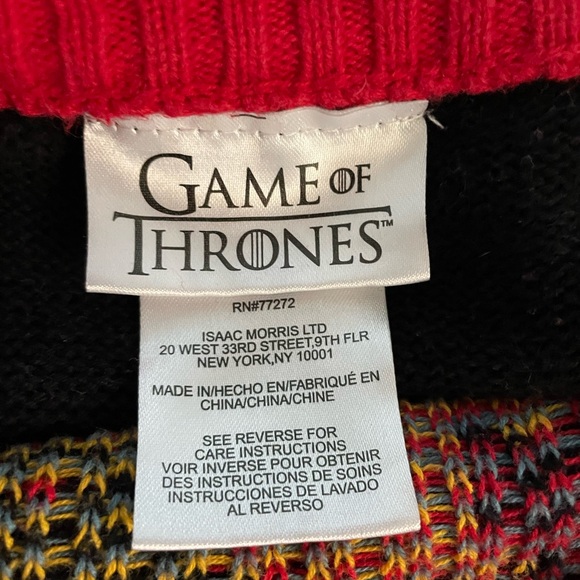 GAME OF
THRONES™
RN#77272
ISAAC MORRIS LTD
20 WEST 33RD STREET,9TH FLR
NEW YORK,NY 10001
MADE IN/HECHO EN/FABRIQUÉ EN
CHINA/CHINA/CHINE
SEE REVERSE FOR
CARE INSTRUCTIONS
VOIR INVERSE POUR OBTENIR
DES INSTRUCTIONS DE SOINS
INSTRUCCIONES DE LAVADO
AL REVERSO